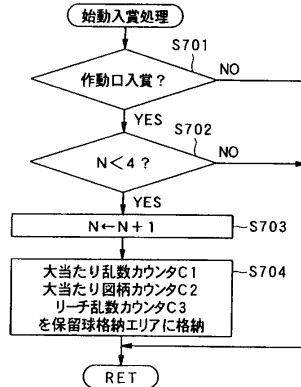 始動入賞処理
S701
作動口入賞？
NO
YES
S702
N<4？
NO
YES
N←N+1
S703
大当たり乱数カウンタC1
大当たり図柄カウンタC2
リーチ乱数カウンタC3
を保留球格納エリアに格納
S704
RET